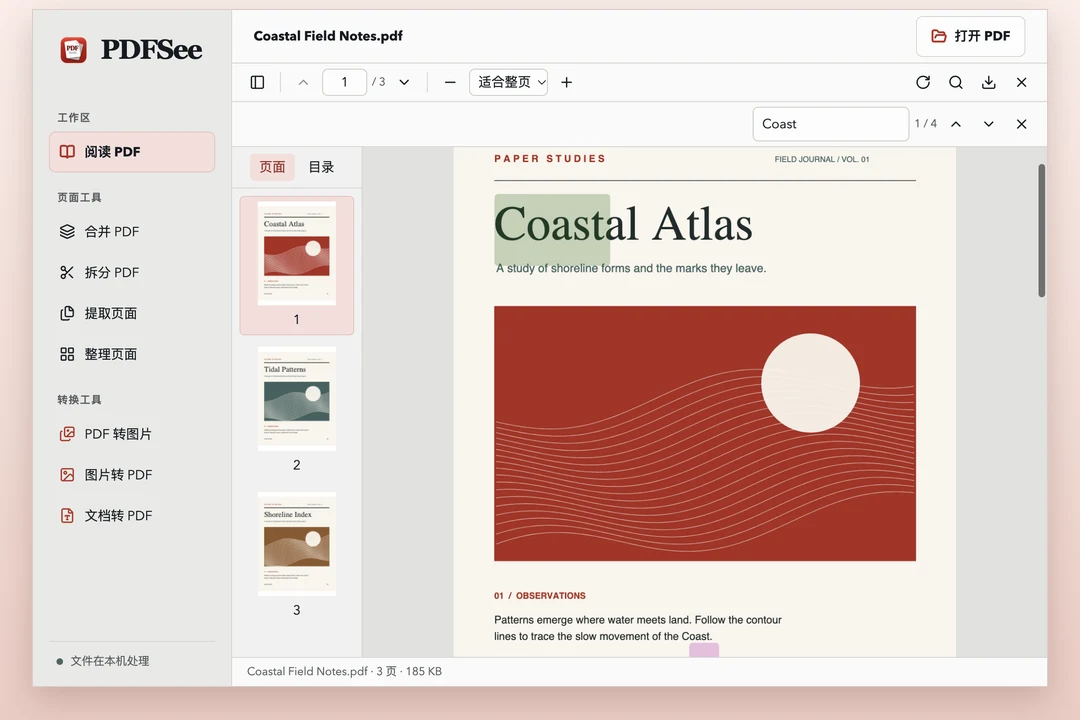 PDF
PDFSee
工作区
阅读 PDF
页面工具
合并 PDF
拆分 PDF
提取页面
整理页面
转换工具
PDF 转图片
图片转 PDF
文档转 PDF
文件在本机处理
Coastal Field Notes.pdf
打开 PDF
1 / 3
适合整页
Coast
1 / 4
页面
目录
Coastal Atlas
1
Tidal Patterns
2
Shoreline Index
3
PAPER STUDIES
FIELD JOURNAL / VOL. 01
Coastal Atlas
A study of shoreline forms and the marks they leave.
01 / OBSERVATIONS
Patterns emerge where water meets land. Follow the contour
lines to trace the slow movement of the Coast.
Coastal Field Notes.pdf · 3 页 · 185 KB